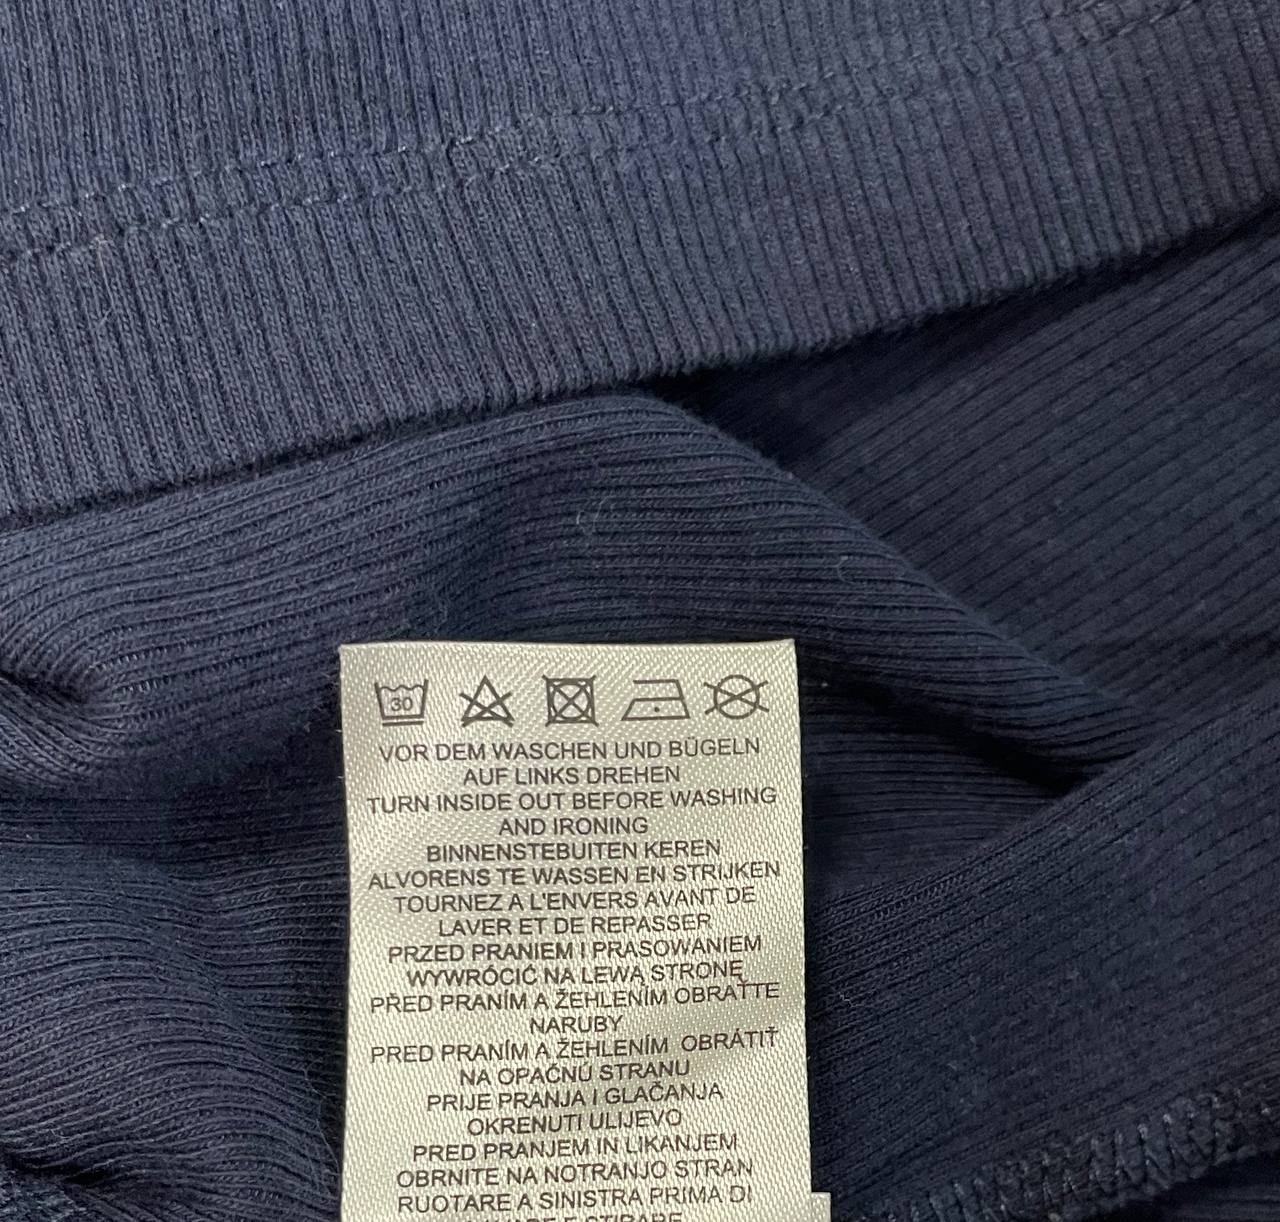 30
VOR DEM WASCHEN UND BÜGELN
AUF LINKS DREHEN
TURN INSIDE OUT BEFORE WASHING
AND IRONING
BINNENSTEBUITEN KEREN
ALVORENS TE WASSEN EN STRIJKEN
TOURNEZ A L'ENVERS AVANT DE
LAVER ET DE REPASSER
PRZED PRANIEM I PRASOWANIEM
WYWRÓCIĆ NA LEWĄ STRONĘ
PŘED PRANÍM A ŽEHLENÍM OBRAŤTE
NARUBY
PRED PRANÍM A ŽEHLENÍM OBRÁTIŤ
NA OPAČNÚ STRANU
PRIJE PRANJA I GLAČANJA
OKRENUTI ULIJEVO
PRED PRANJEM IN LIKANJEM
OBRNITE NA NOTRANJO STRAN
RUOTARE A SINISTRA PRIMA DI